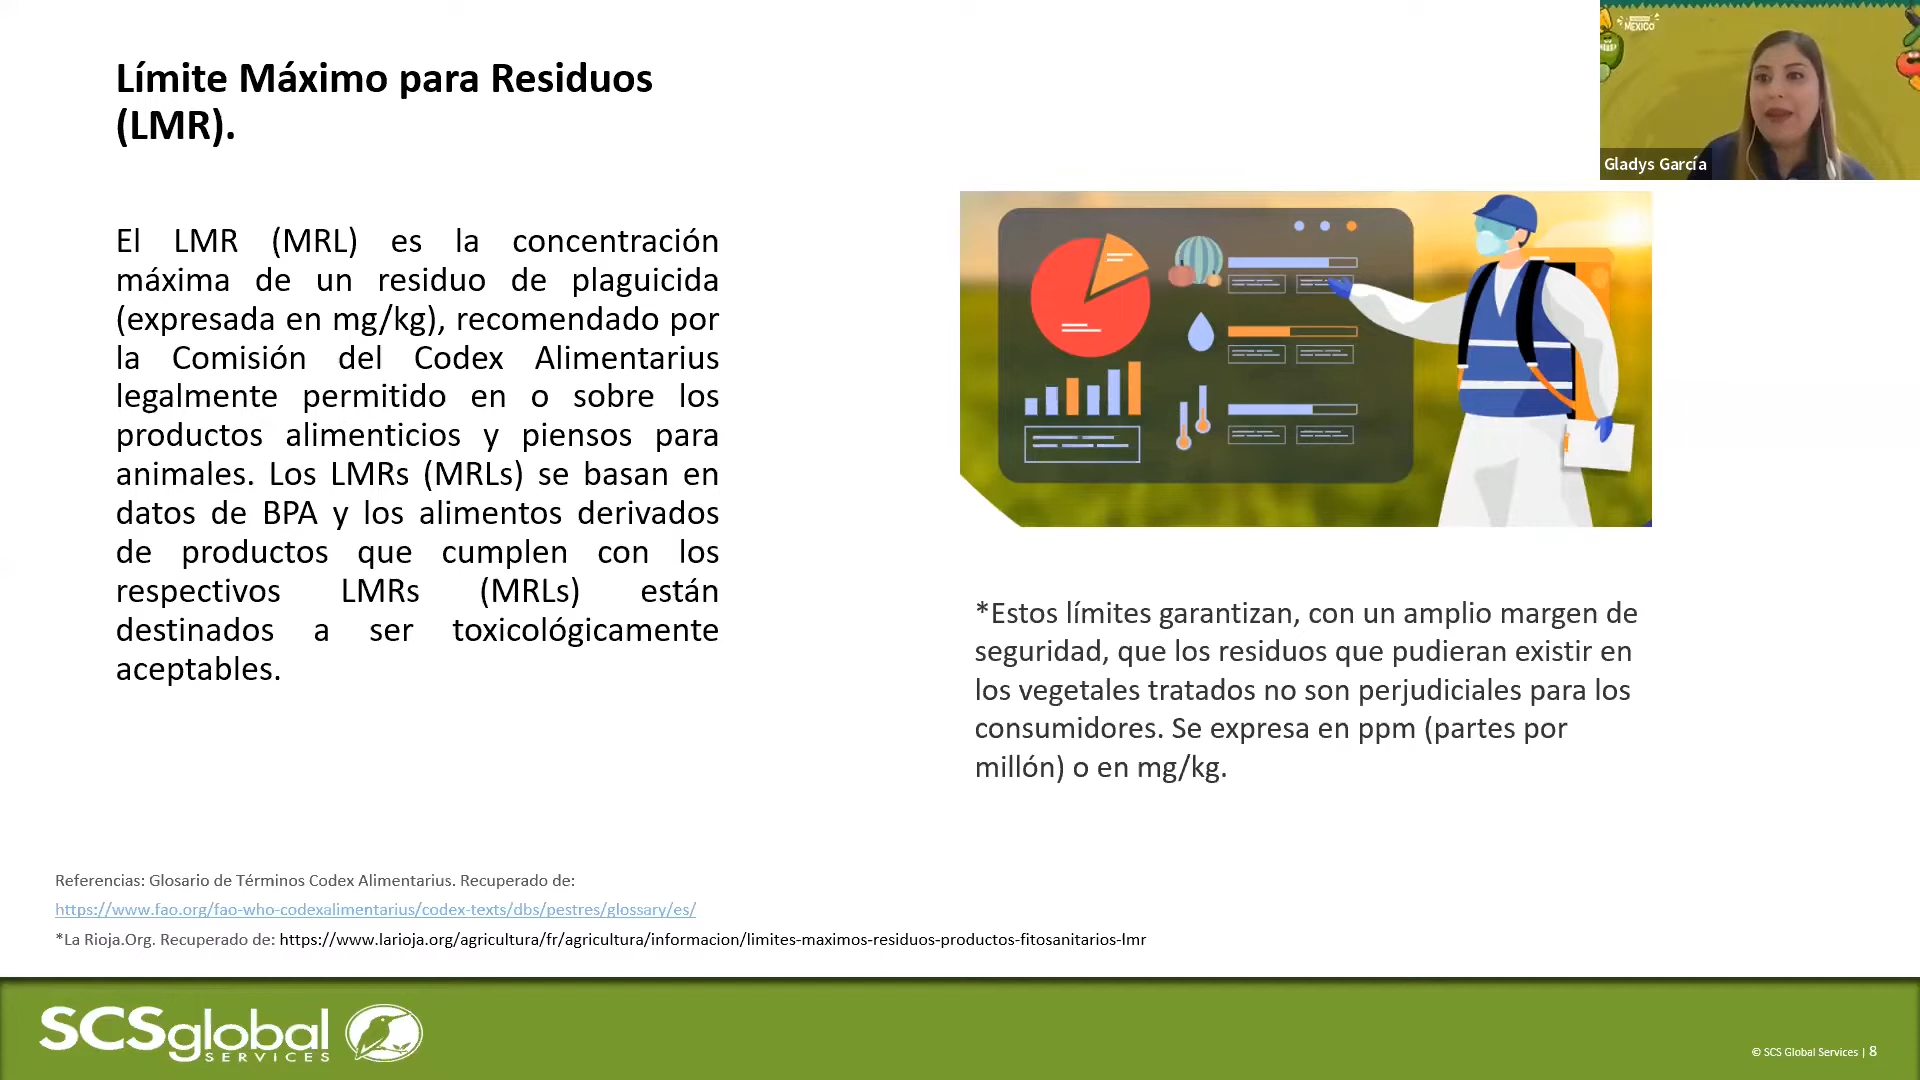 Límite Máximo para Residuos
(LMR).
El LMR (MRL) es la concentración
máxima de un residuo de plaguicida
(expresada en mg/kg), recomendado por
la Comisión del Codex Alimentarius
legalmente permitido en o sobre los
productos alimenticios y piensos para
animales. Los LMRs (MRLs) se basan en
datos de BPA y los alimentos derivados
de productos que cumplen con los
respectivos LMRs (MRLs) están
destinados a ser toxicológicamente
aceptables.
MÉXICO
Gladys García
*Estos límites garantizan, con un amplio margen de
seguridad, que los residuos que pudieran existir en
los vegetales tratados no son perjudiciales para los
consumidores. Se expresa en ppm (partes por
millón) o en mg/kg.
Referencias: Glosario de Términos Codex Alimentarius. Recuperado de:
https://www.fao.org/fao-who-codexalimentarius/codex-texts/dbs/pestres/glossary/es/
*La Rioja.Org. Recuperado de: https://www.larioja.org/agricultura/fr/agricultura/informacion/limites-maximos-residuos-productos-fitosanitarios-lmr
SCSglobal
SERVICES
© SCS Global Services | 8